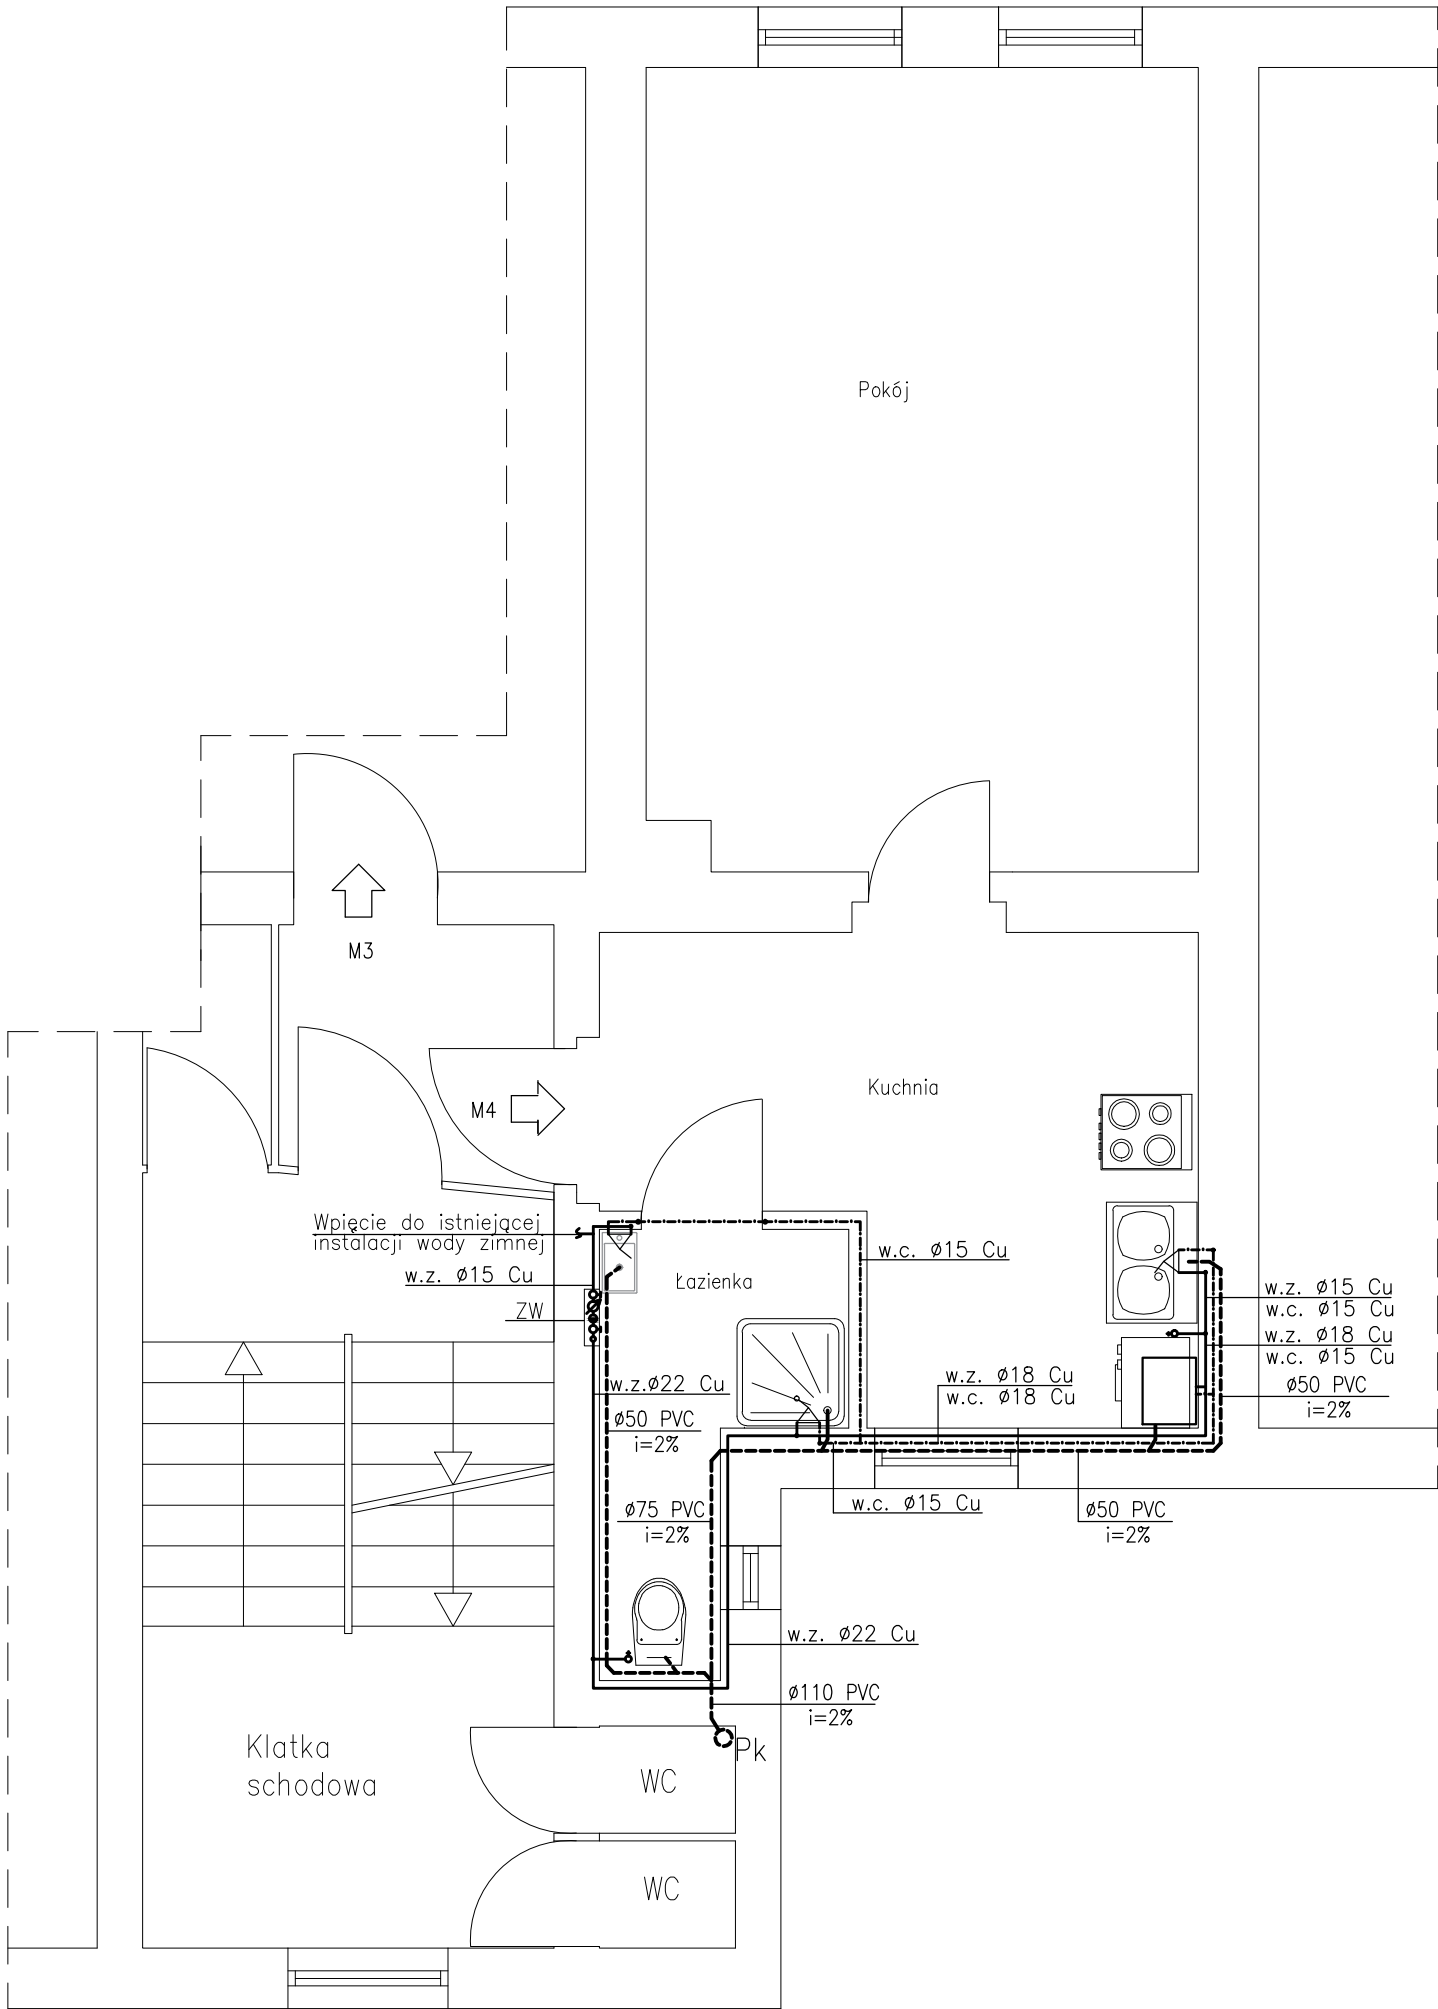 Pokój
M3
Kuchnia
M4
Wpięcie do istniejącej
instalacji wody zimnej
w.c. Ø15 Cu
w.z. Ø15 Cu
Łazienka
ZW
w.z. Ø15 Cu
w.c. Ø15 Cu
w.z. Ø18 Cu
w.c. Ø15 Cu
w.z. Ø18 Cu
w.c. Ø18 Cu
w.z.Ø22 Cu
Ø50 PVC
i=2%
Ø50 PVC
i=2%
w.c. Ø15 Cu
Ø75 PVC
i=2%
Ø50 PVC
i=2%
w.z. Ø22 Cu
Ø110 PVC
i=2%
Pk
Klatka
schodowa
WC
WC